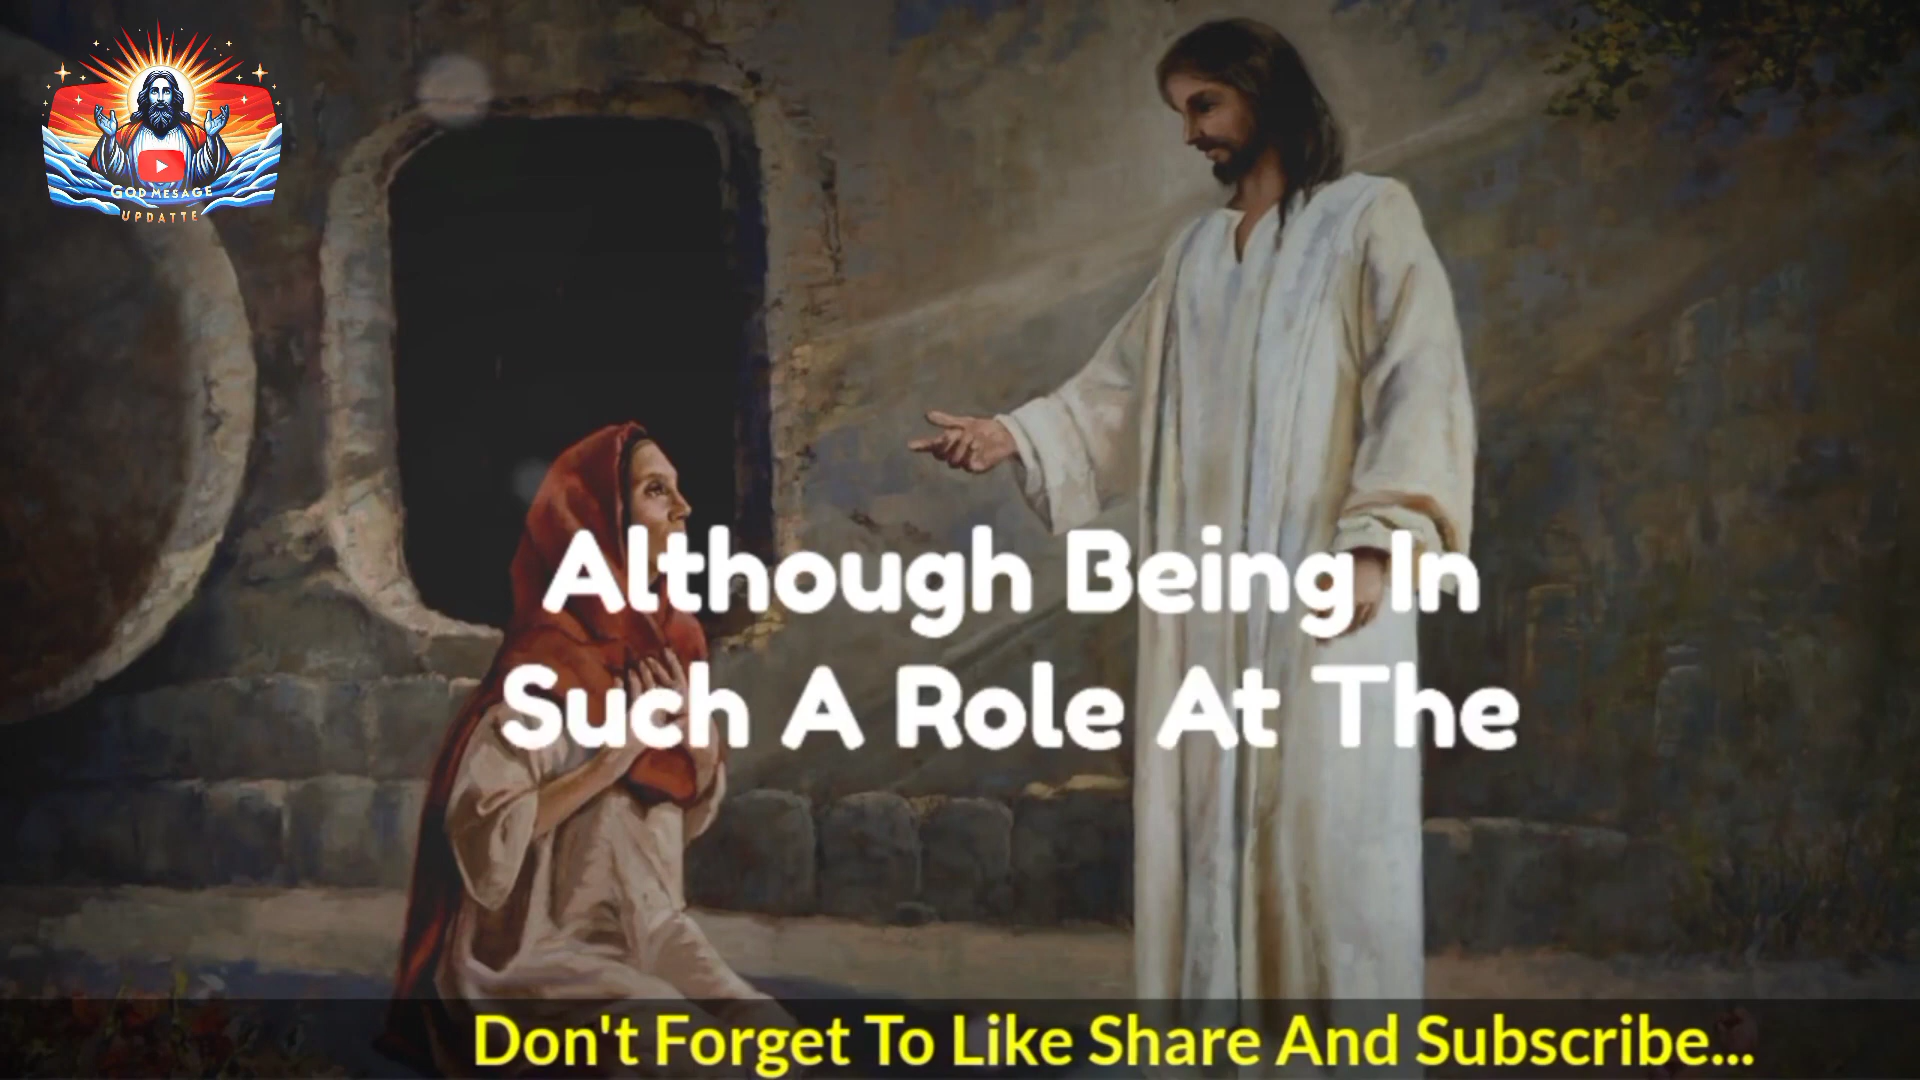 GOD MESAGE
UPDATTE
Although Being In
Such A Role At The
Don't Forget To Like Share And Subscribe...